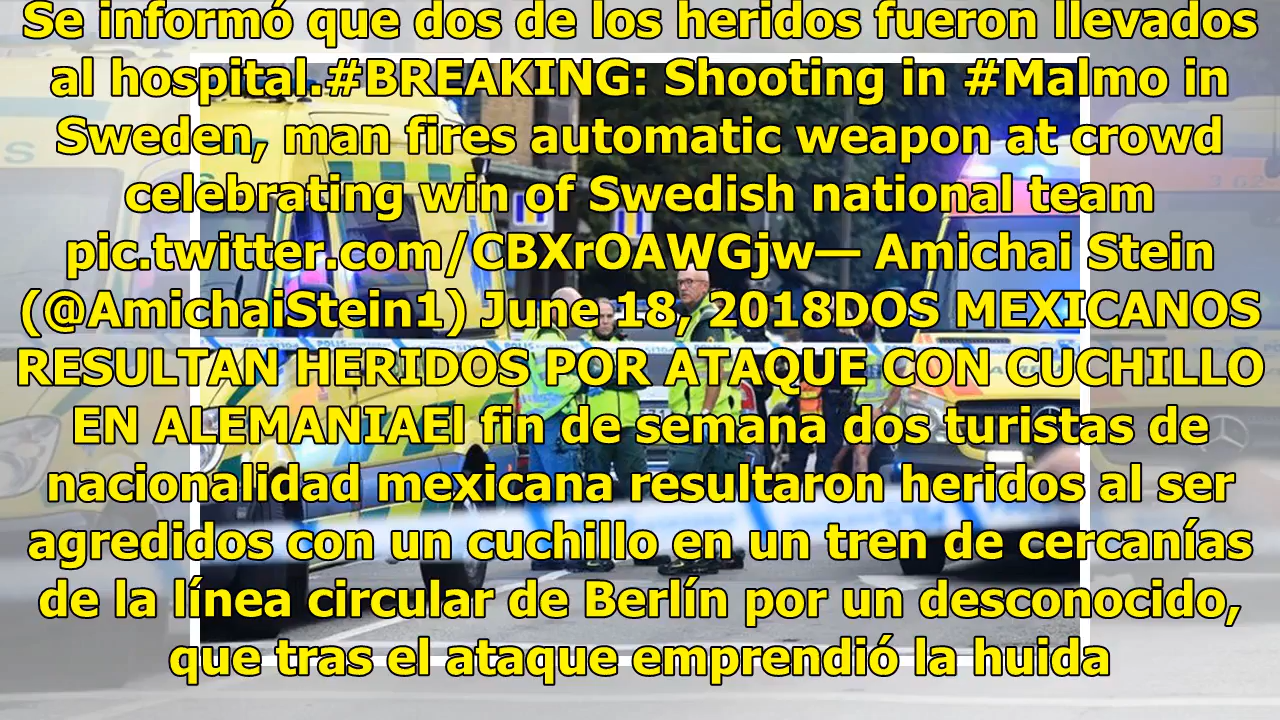 Se informó que dos de los heridos fueron llevados
al hospital.#BREAKING: Shooting in #Malmo in
Sweden, man fires automatic weapon at crowd
celebrating win of Swedish national team
pic.twitter.com/CBXrOAWGjw— Amichai Stein
(@AmichaiStein1) June 18, 2018DOS MEXICANOS
RESULTAN HERIDOS POR ATAQUE CON CUCHILLO
EN ALEMANIAEl fin de semana dos turistas de
nacionalidad mexicana resultaron heridos al ser
agredidos con un cuchillo en un tren de cercanías
de la línea circular de Berlín por un desconocido,
que tras el ataque emprendió la huida